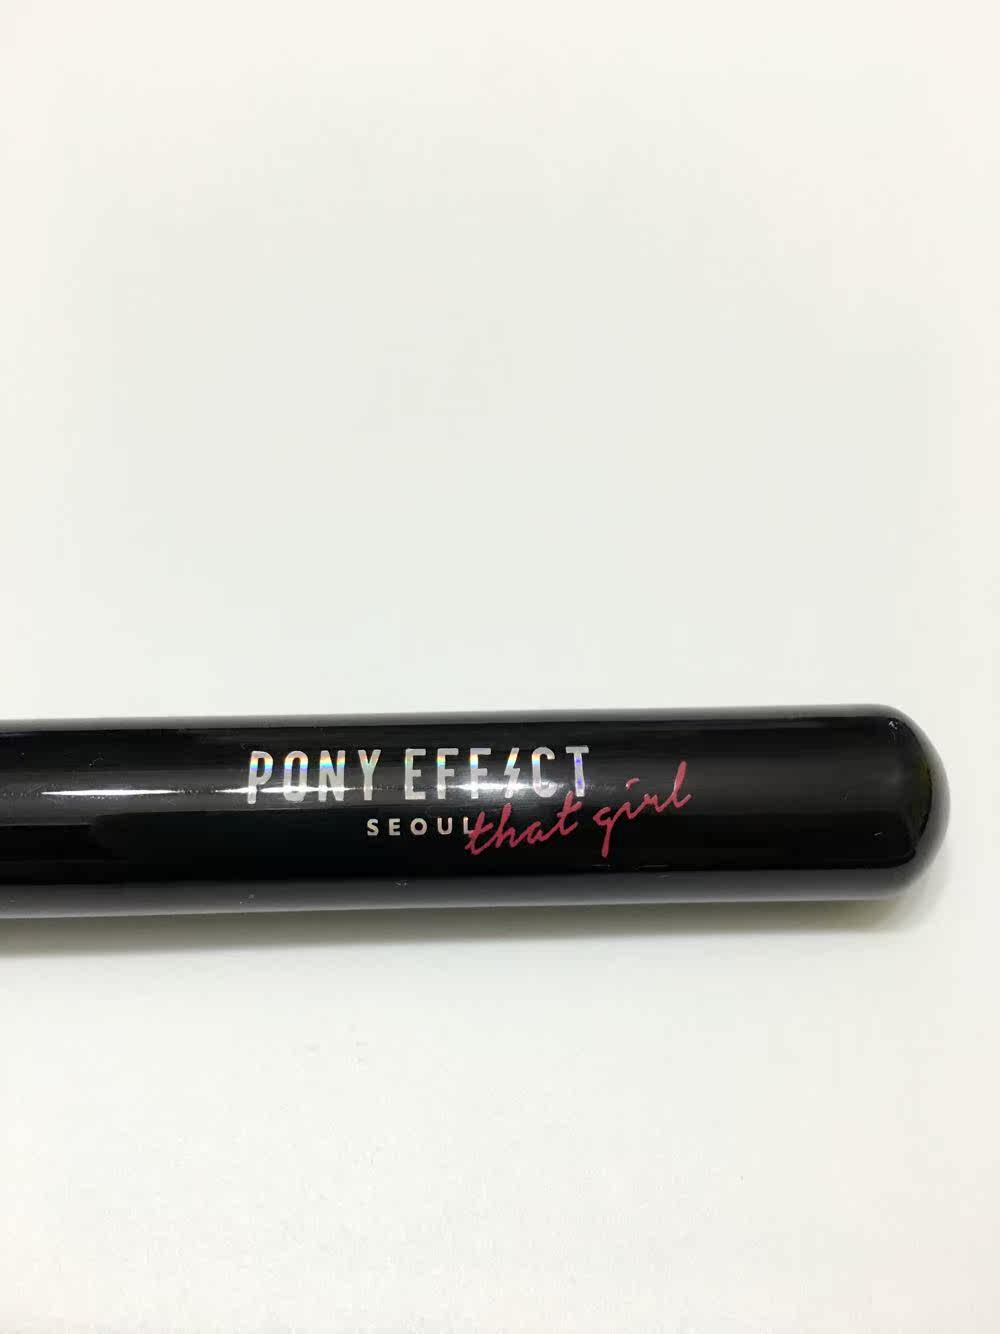 PONY EFFECT
SEOUL
that girl